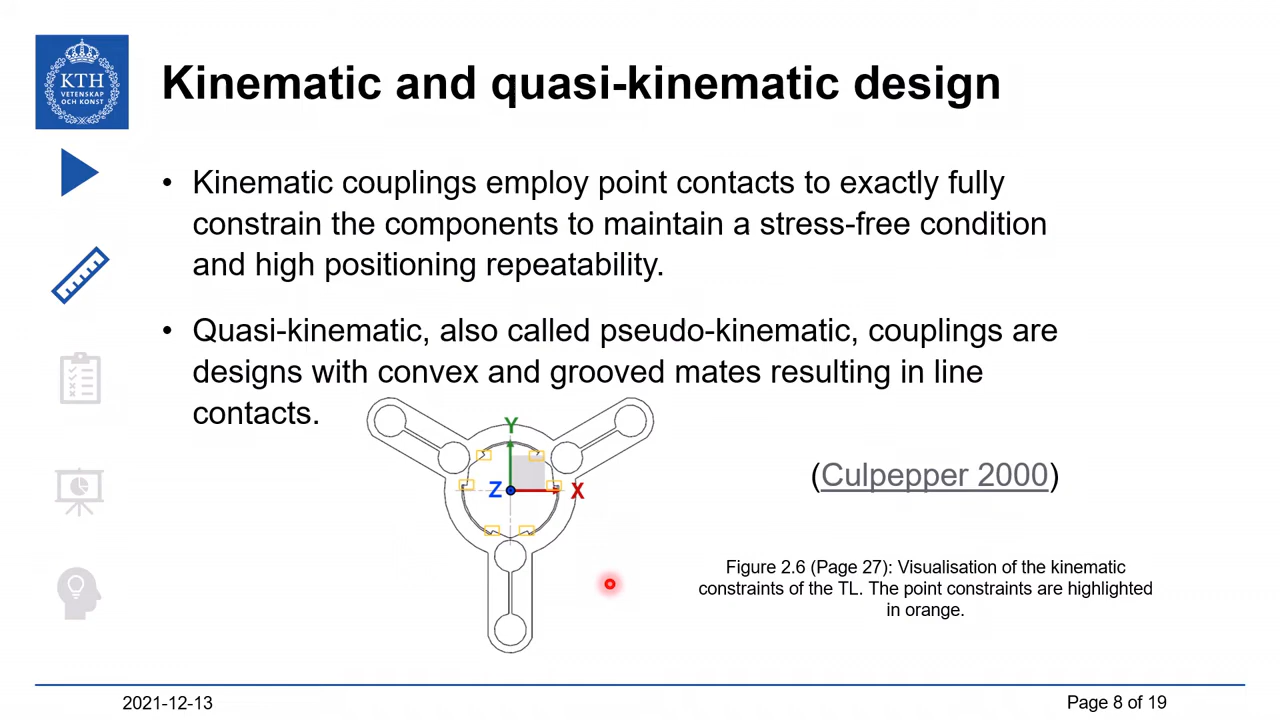 KTH
VETENSKAP
OCH KONST
Kinematic and quasi-kinematic design
• Kinematic couplings employ point contacts to exactly fully
constrain the components to maintain a stress-free condition
and high positioning repeatability.
• Quasi-kinematic, also called pseudo-kinematic, couplings are
designs with convex and grooved mates resulting in line
contacts.
Y
Z
X
(Culpepper 2000)
Figure 2.6 (Page 27): Visualisation of the kinematic
constraints of the TL. The point constraints are highlighted
in orange.
2021-12-13
Page 8 of 19